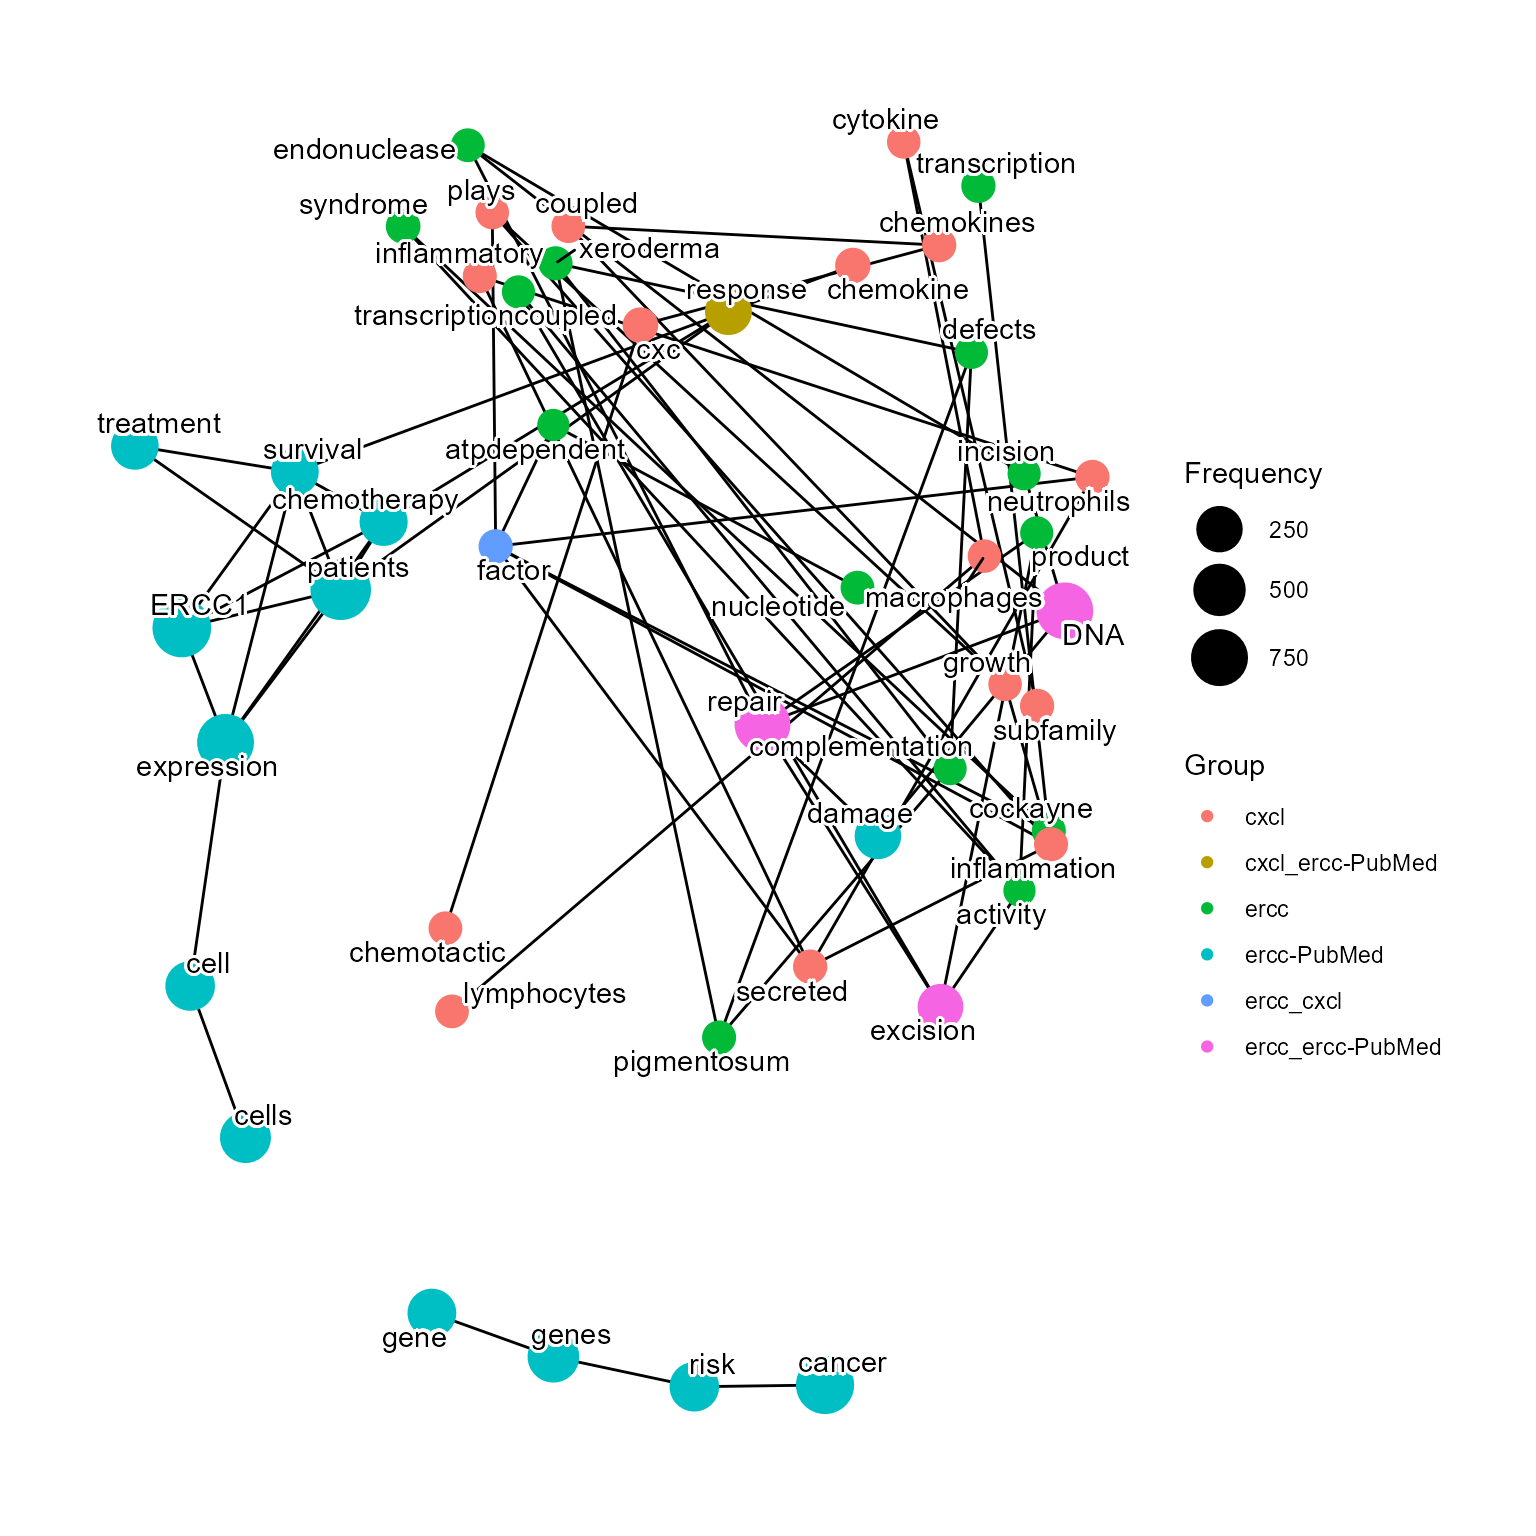 cytokine
endonuclease
transcription
plays
syndrome
coupled
chemokines
inflammatory
xeroderma
response
chemokine
transcriptioncoupled
defects
cxc
treatment
survival
atpdependent
incision
chemotherapy
neutrophils
Frequency
250
500
750
patients
factor
product
ERCC1
nucleotide
macrophages
DNA
growth
repair
subfamily
complementation
expression
Group
cxcl
cxcl_ercc-PubMed
ercc
ercc-PubMed
ercc_cxcl
ercc_ercc-PubMed
damage
cockayne
inflammation
activity
chemotactic
cell
lymphocytes
secreted
excision
pigmentosum
cells
gene
genes
risk
cancer